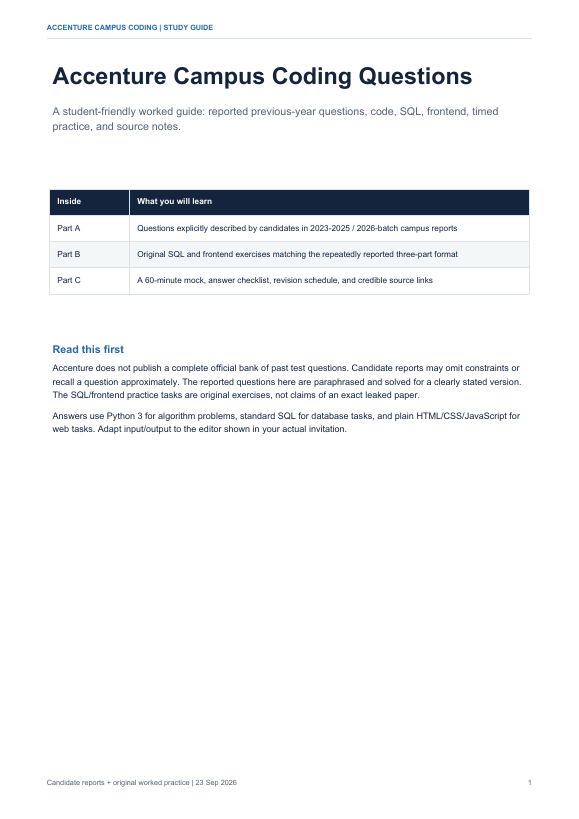 ACCENTURE CAMPUS CODING | STUDY GUIDE
Accenture Campus Coding Questions
A student-friendly worked guide: reported previous-year questions, code, SQL, frontend, timed
practice, and source notes.
Inside What you will learn
Part A Questions explicitly described by candidates in 2023-2025 / 2026-batch campus reports
Part B Original SQL and frontend exercises matching the repeatedly reported three-part format
Part C A 60-minute mock, answer checklist, revision schedule, and credible source links
Read this first
Accenture does not publish a complete official bank of past test questions. Candidate reports may omit constraints or
recall a question approximately. The reported questions here are paraphrased and solved for a clearly stated version.
The SQL/frontend practice tasks are original exercises, not claims of an exact leaked paper.
Answers use Python 3 for algorithm problems, standard SQL for database tasks, and plain HTML/CSS/JavaScript for
web tasks. Adapt input/output to the editor shown in your actual invitation.
Candidate reports + original worked practice | 23 Sep 2026 1